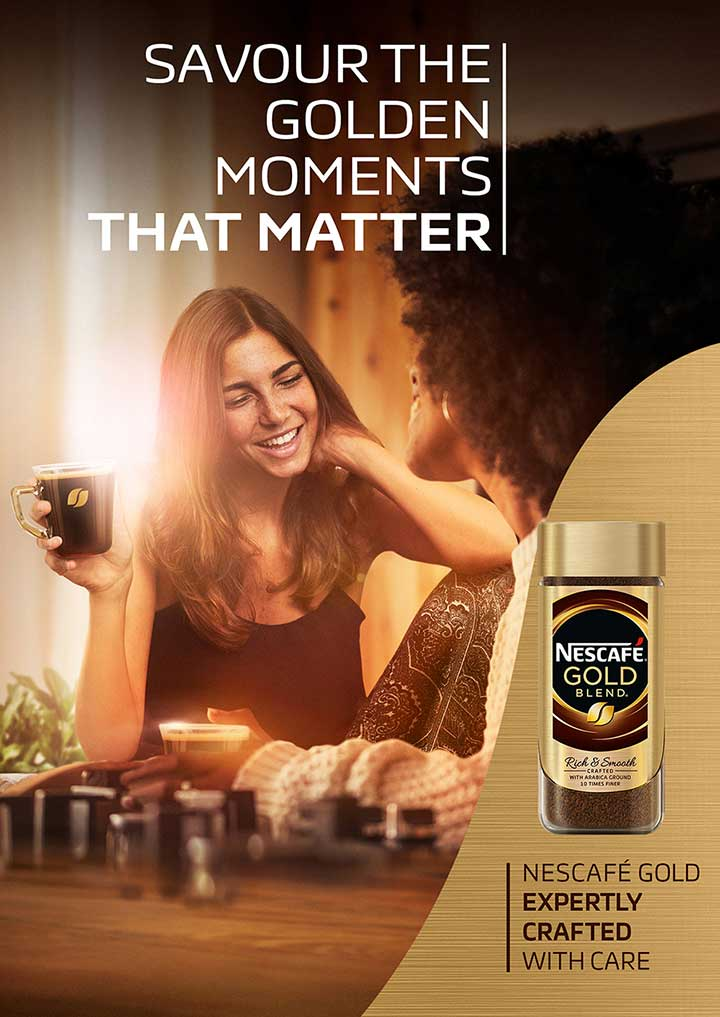 SAVOUR THE
GOLDEN
MOMENTS
THAT MATTER
NESCAFÉ.
GOLD
BLEND.
Rich & Smooth
CRAFTED
WITH ARABICA GROUND
10 TIMES FINER
NESCAFÉ GOLD
EXPERTLY
CRAFTED
WITH CARE